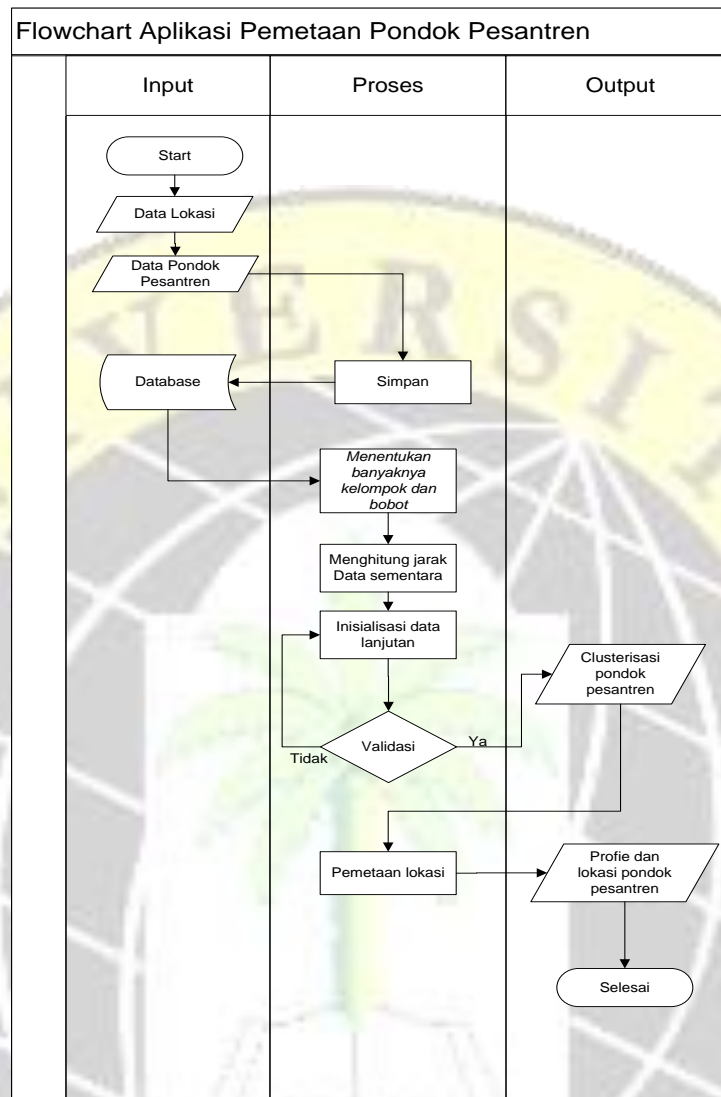 Flowchart Aplikasi Pemetaan Pondok Pesantren
Input
Proses
Output
Start
Data Lokasi
Data Pondok
Pesantren
Simpan
Database
Menentukan
banyaknya
kelompok dan
bobot
Menghitung jarak
Data sementara
Inisialisasi data
lanjutan
Validasi
Tidak
Ya
Clusterisasi
pondok
pesantren
Pemetaan lokasi
Profie dan
lokasi pondok
pesantren
Selesai